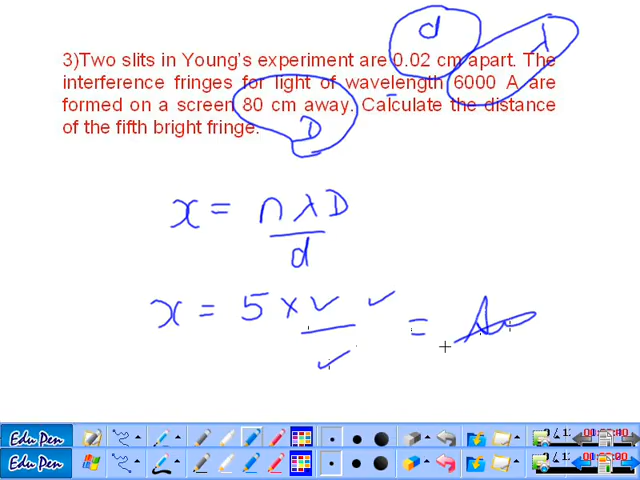 d
λ
3)Two slits in Young's experiment are 0.02 cm apart. The
interference fringes for light of wavelength 6000 A are
formed on a screen 80 cm away. Calculate the distance
of the fifth bright fringe.
D
x = nλD
d
x = 5 × ✓ ✓
✓
=
Edu Pen
Edu Pen